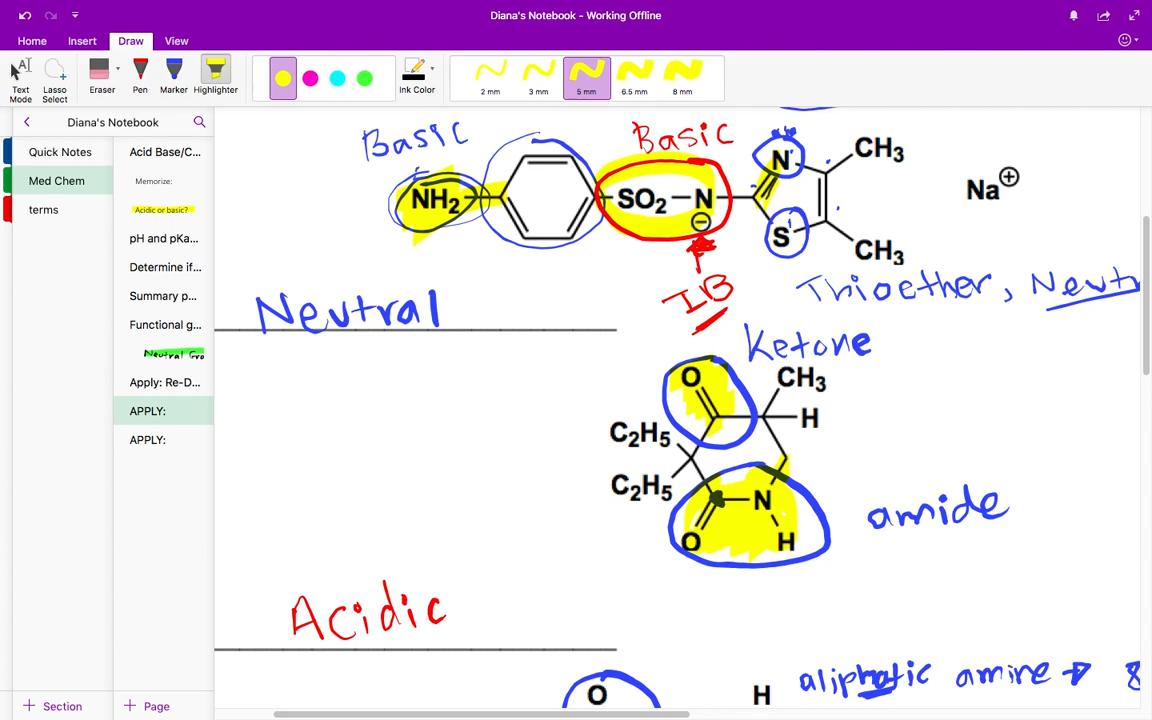 Diana's Notebook - Working Offline
Home Insert Draw View
Text Mode
Lasso Select
Eraser
Pen
Marker
Highlighter
Ink Color
2 mm
3 mm
5 mm
6.5 mm
8 mm
Diana's Notebook
Quick Notes
Med Chem
terms
Acid Base/C...
Memorize:
Acidic or basic?
pH and pKa...
Determine if...
Summary p...
Functional g...
Neutral Gro
Apply: Re-D...
APPLY:
APPLY:
+ Section
+ Page
Basic
Basic
NH2
SO2
N
⊖
N
S
CH3
CH3
Na⊕
IB
Thioether, Neutr
Neutral
Ketone
O
CH3
H
C2H5
C2H5
O
N
H
amide
Acidic
aliphatic amine → 8
O
H